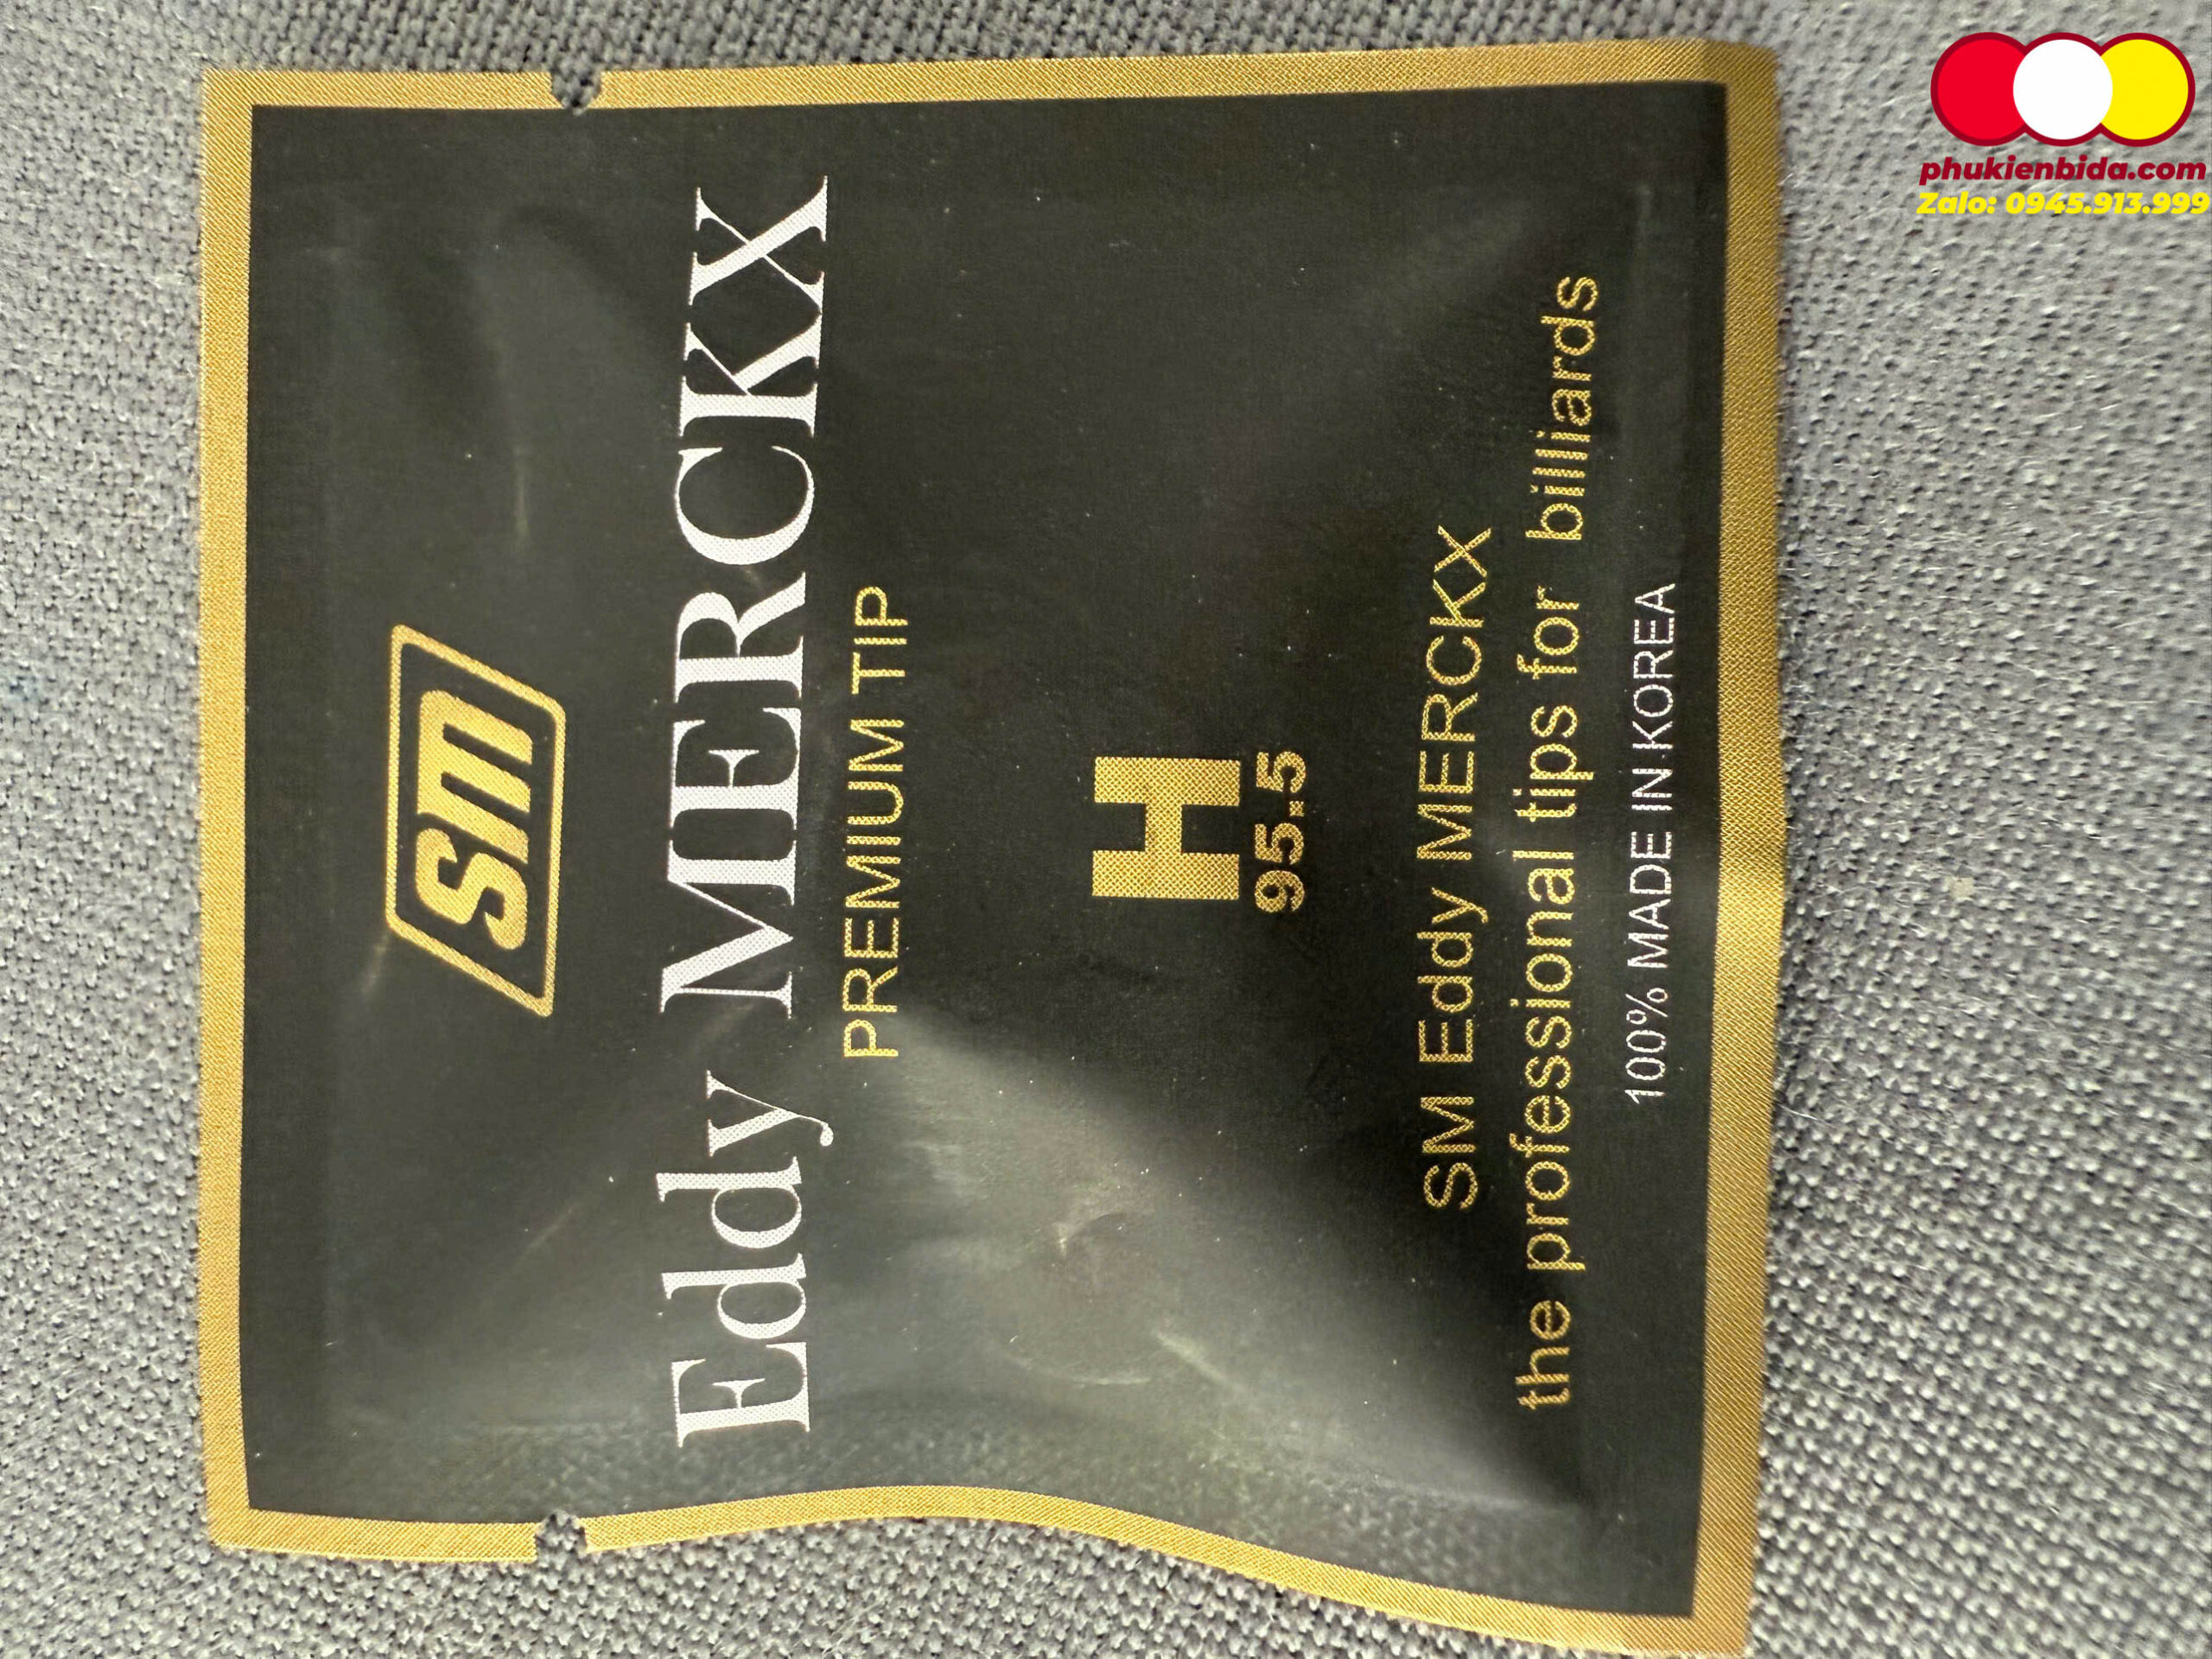 sm
Eddy MERCKX
PREMIUM TIP
H
95.5
SM Eddy MERCKX
the professional tips for billiards
100% MADE IN KOREA
phukienbida.com
Zalo: 0945.913.999